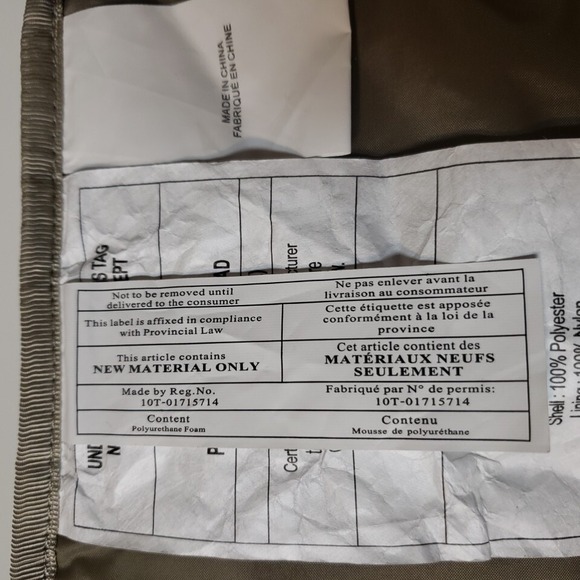 MADE IN CHINA
FABRIQUÉ EN CHINE
Not to be removed until
delivered to the consumer
Ne pas enlever avant la
livraison au consommateur
This label is affixed in compliance
with Provincial Law
Cette étiquette est apposée
conformément à la loi de la
province
This article contains
NEW MATERIAL ONLY
Cet article contient des
MATÉRIAUX NEUFS
SEULEMENT
Made by Reg.No.
10T-01715714
Fabriqué par N° de permis:
10T-01715714
Content
Polyurethane Foam
Contenu
Mousse de polyuréthane
TAG
UND
Cert
Shell : 100% Polyester